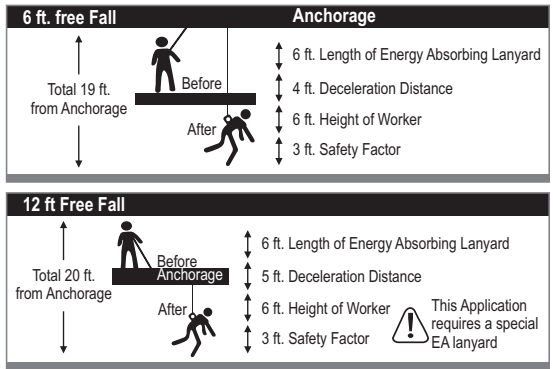 6 ft. free Fall
Anchorage
Total 19 ft.
from Anchorage
Before
After
6 ft. Length of Energy Absorbing Lanyard
4 ft. Deceleration Distance
6 ft. Height of Worker
3 ft. Safety Factor
12 ft Free Fall
Total 20 ft.
from Anchorage
Before
Anchorage
After
6 ft. Length of Energy Absorbing Lanyard
5 ft. Deceleration Distance
6 ft. Height of Worker
3 ft. Safety Factor
This Application
requires a special
EA lanyard